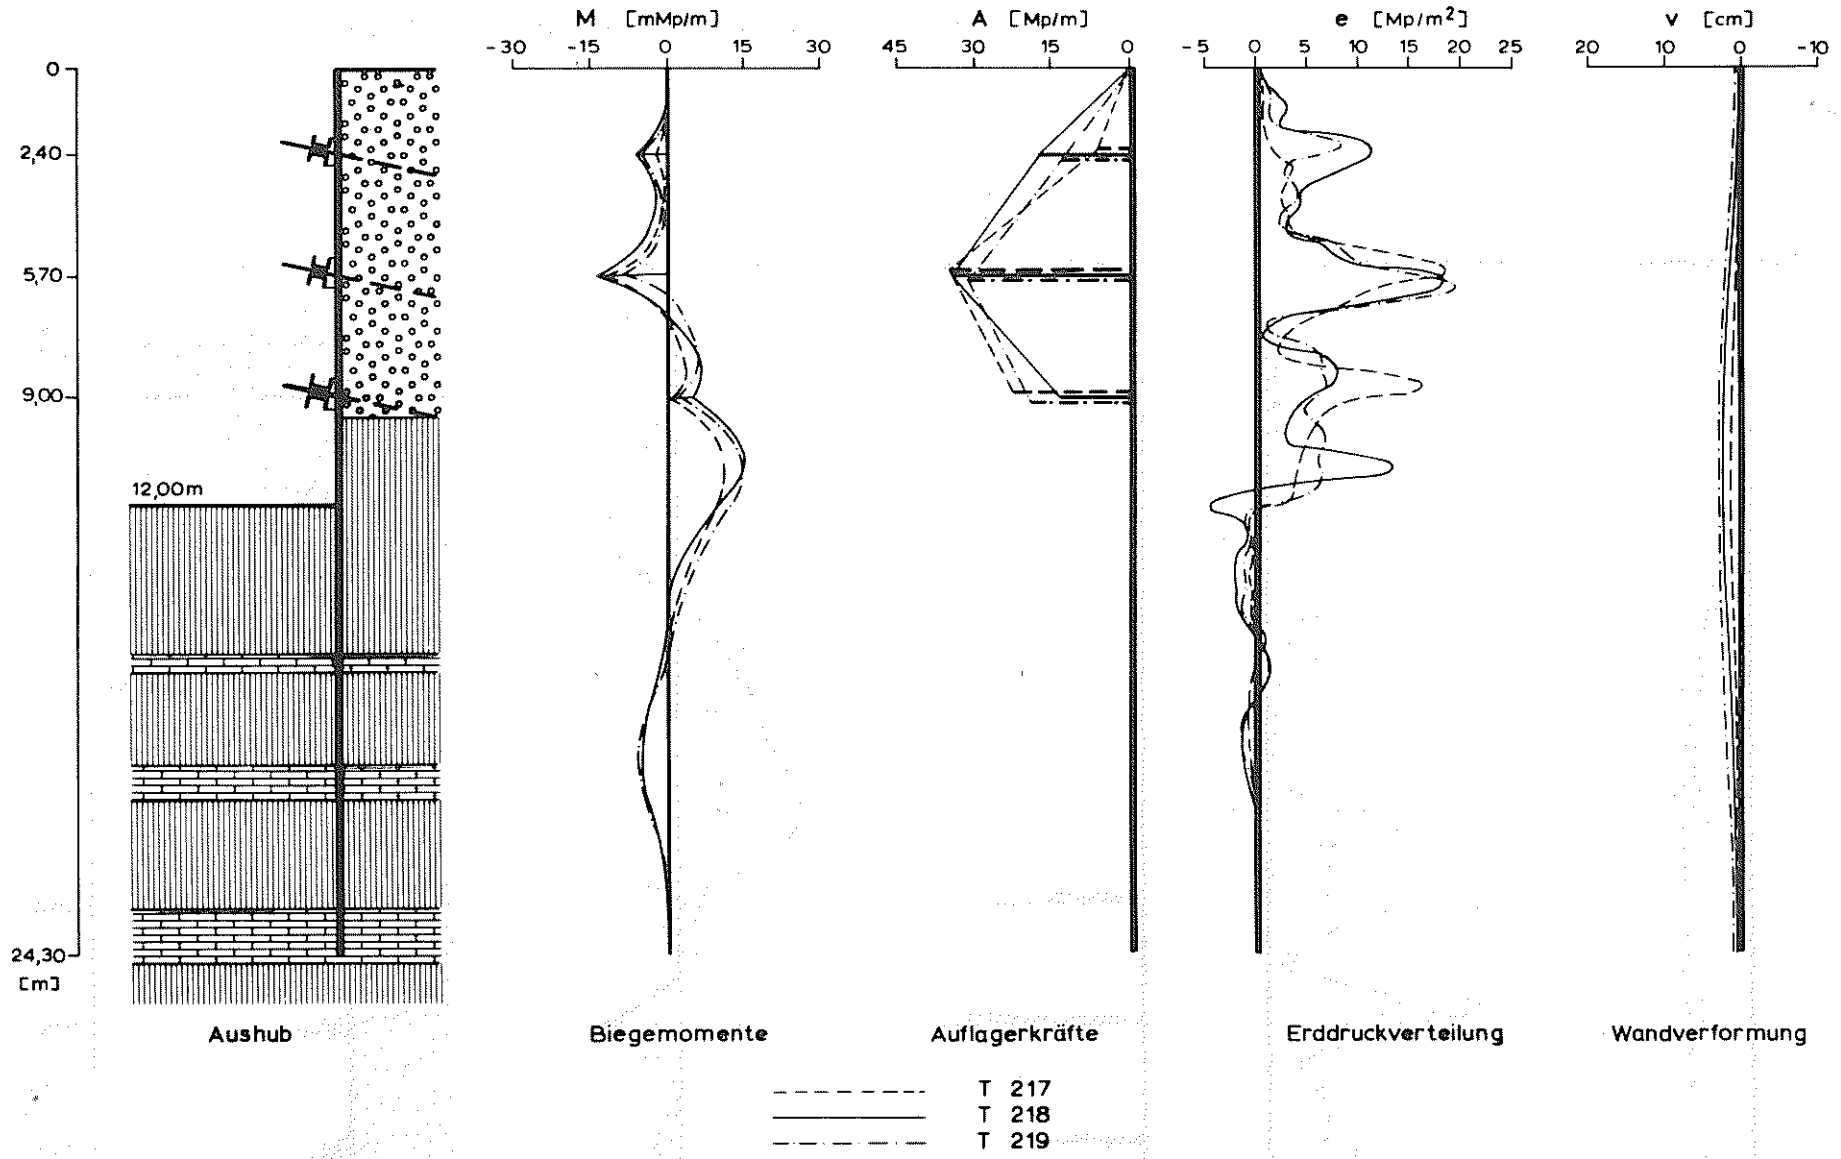 M [mMp/m]
-30 -15 0 15 30
A [Mp/m]
45 30 15 0
e [Mp/m²]
-5 0 5 10 15 20 25
v [cm]
20 10 0 -10
0
2,40
5,70
9,00
12,00m
24,30
[m]
Aushub
Biegemomente
Auflagerkräfte
Erddruckverteilung
Wandverformung
T 217
T 218
T 219